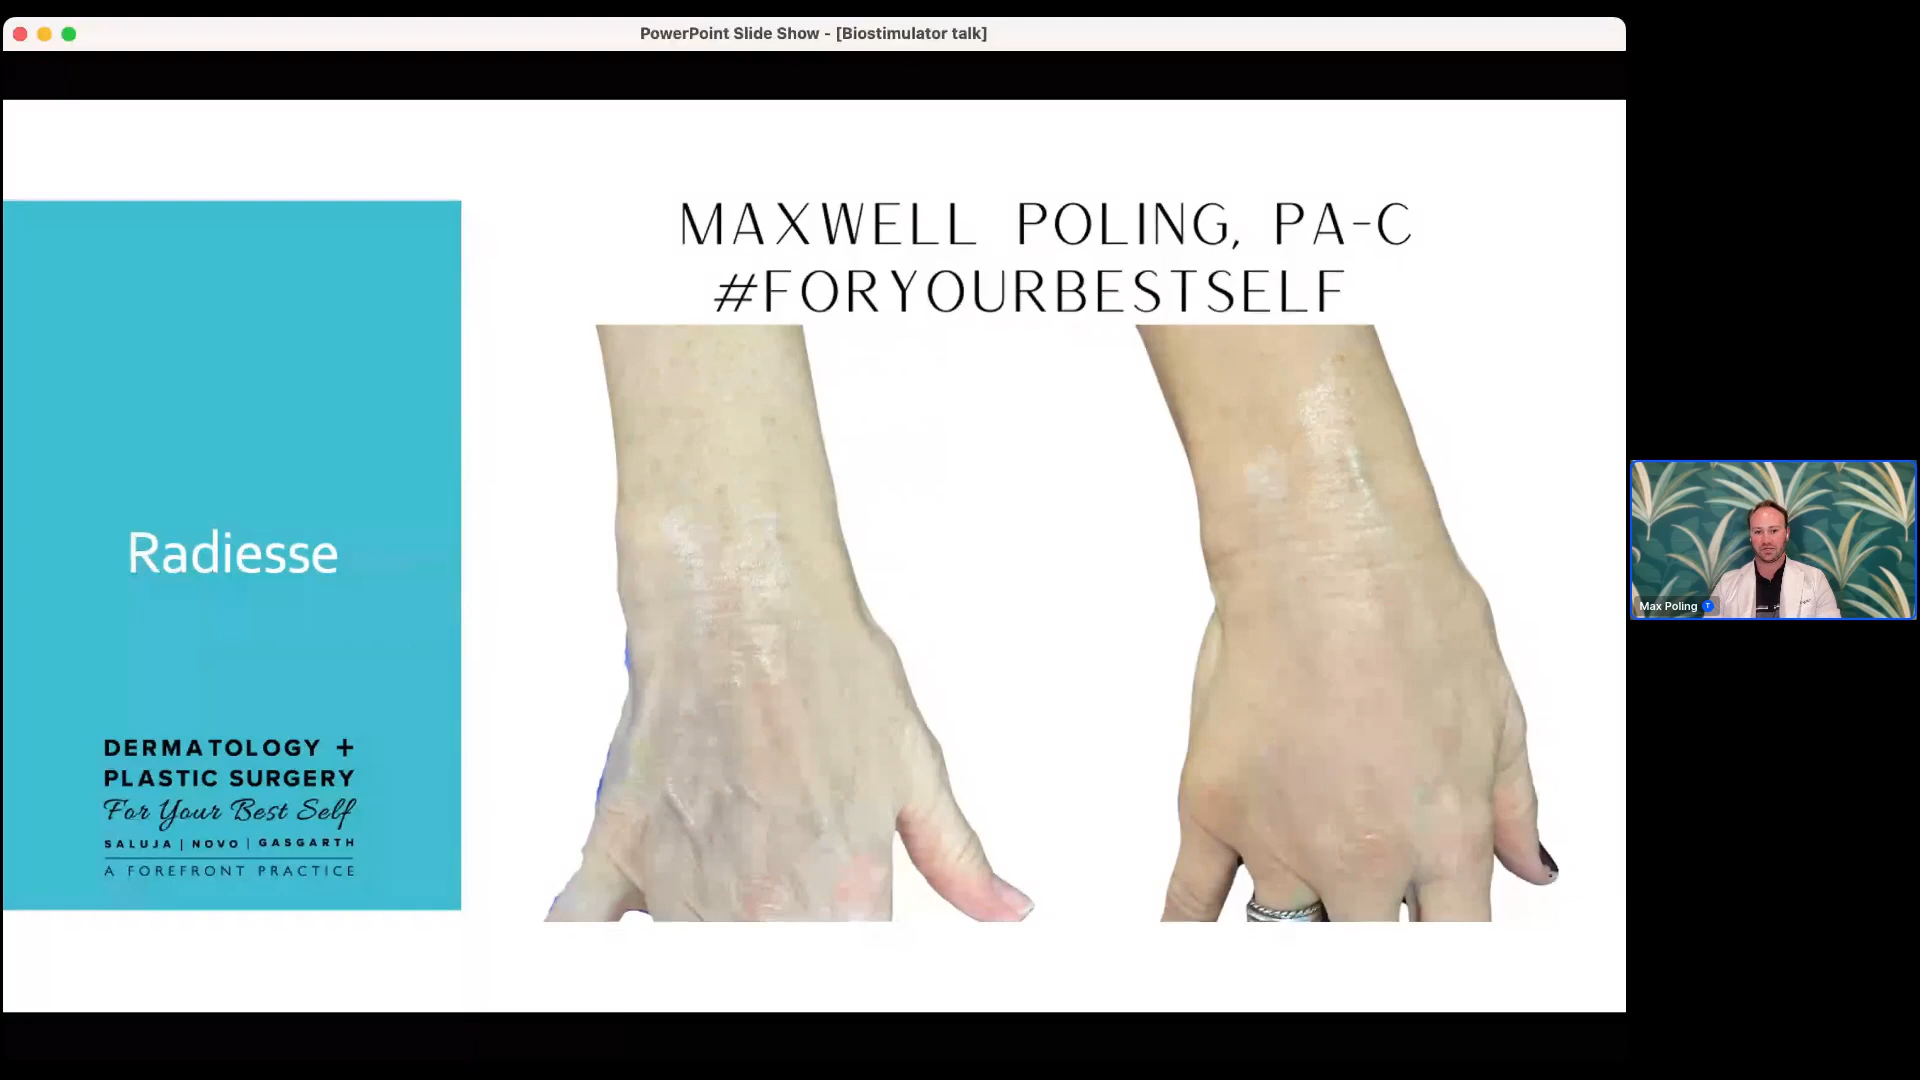 PowerPoint Slide Show - [Biostimulator talk]
MAXWELL POLING, PA-C
#FORYOURBESTSELF
Radiesse
DERMATOLOGY +
PLASTIC SURGERY
For Your Best Self
SALUJA | NOVO | GASGARTH
A FOREFRONT PRACTICE
Max Poling